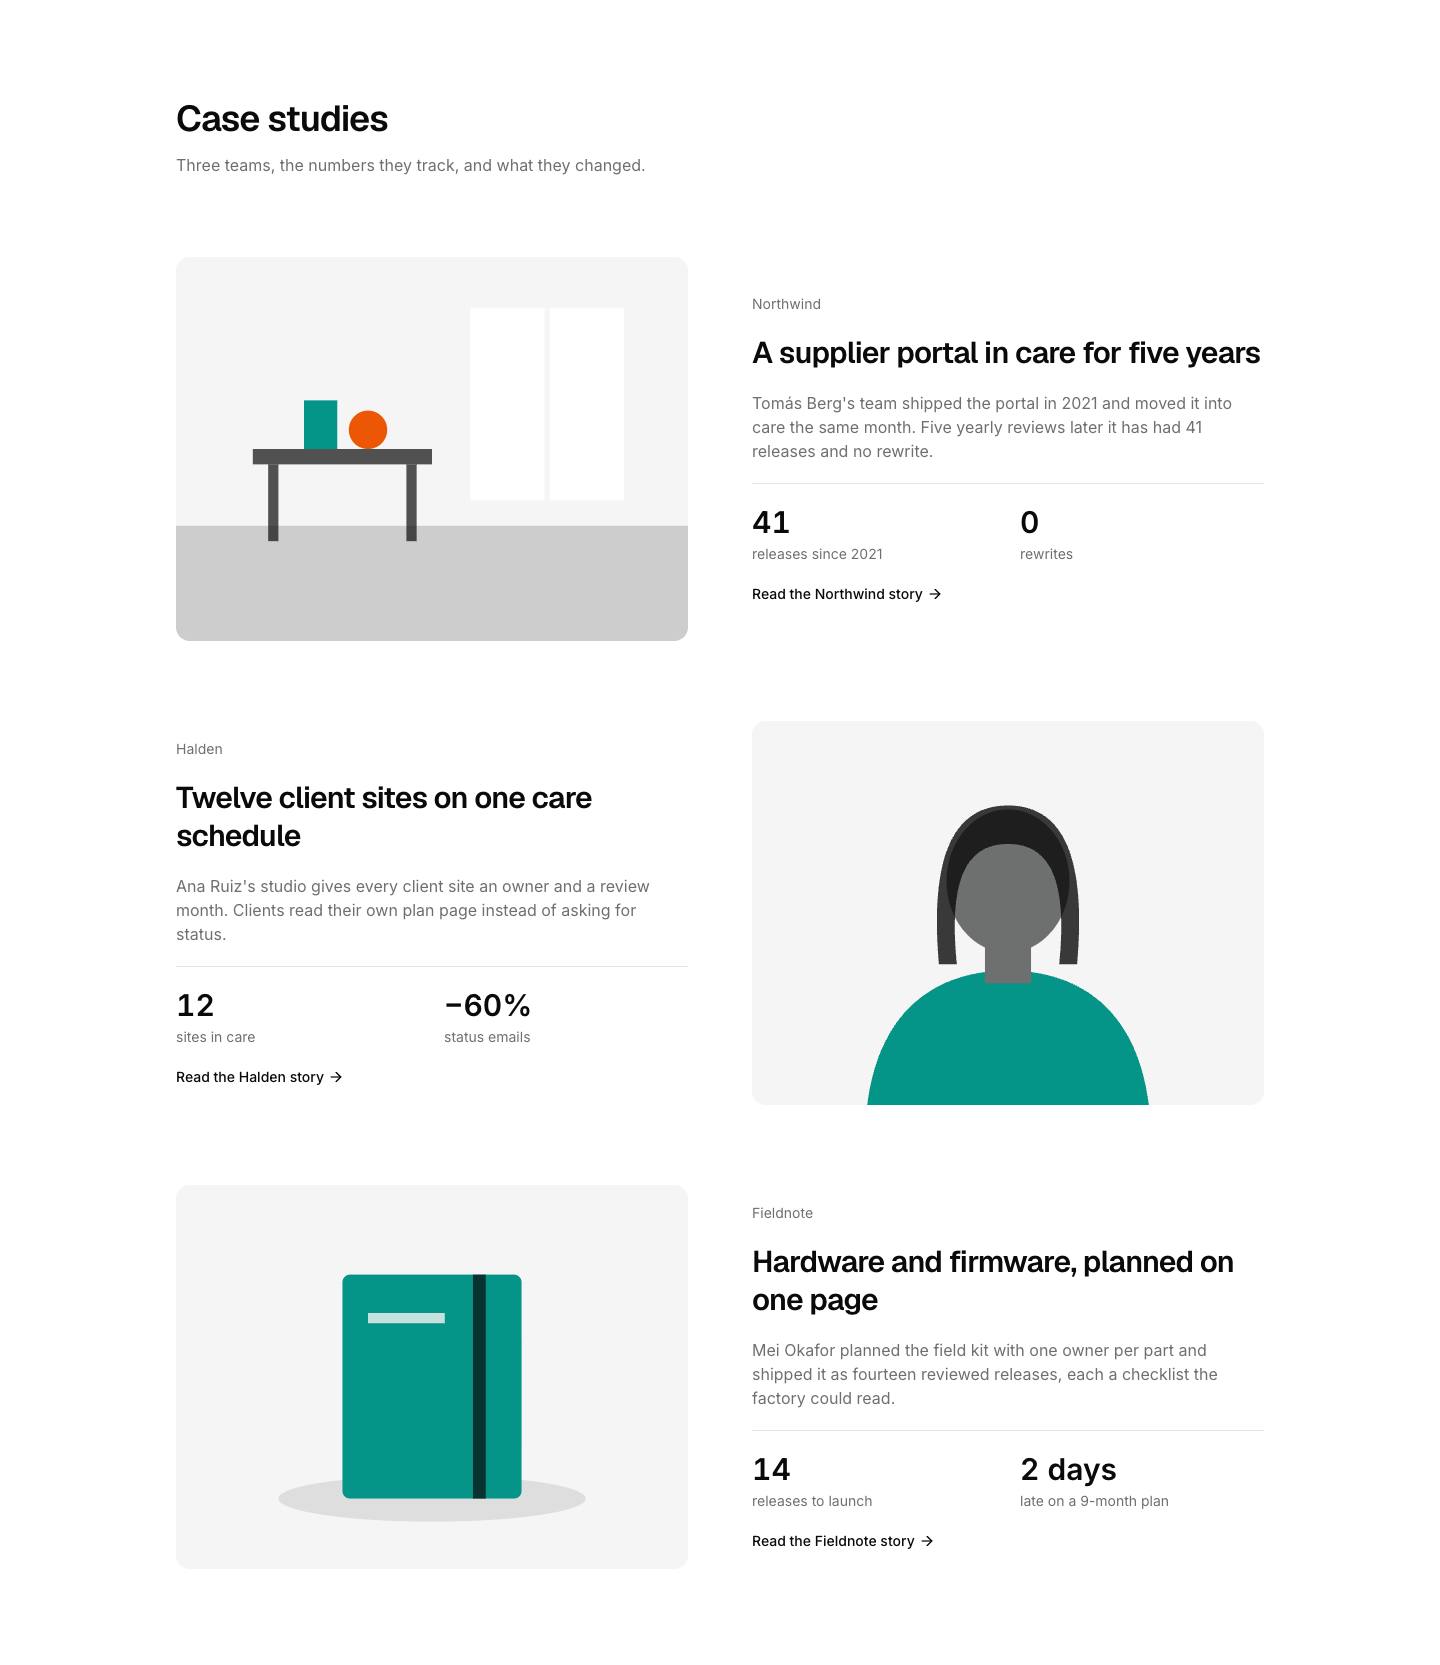 Case studies
Three teams, the numbers they track, and what they changed.
Northwind
A supplier portal in care for five years
Tomás Berg's team shipped the portal in 2021 and moved it into
care the same month. Five yearly reviews later it has had 41
releases and no rewrite.
41
releases since 2021
0
rewrites
Read the Northwind story →
Halden
Twelve client sites on one care
schedule
Ana Ruiz's studio gives every client site an owner and a review
month. Clients read their own plan page instead of asking for
status.
12
sites in care
−60%
status emails
Read the Halden story →
Fieldnote
Hardware and firmware, planned on
one page
Mei Okafor planned the field kit with one owner per part and
shipped it as fourteen reviewed releases, each a checklist the
factory could read.
14
releases to launch
2 days
late on a 9-month plan
Read the Fieldnote story →